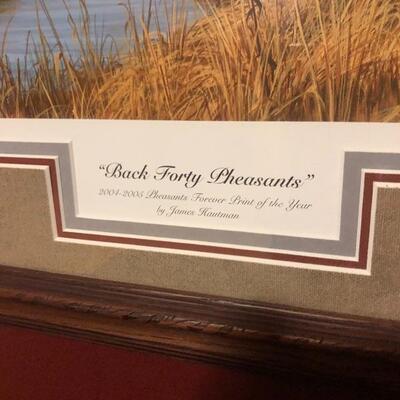 "Back Forty Pheasants"
2004-2005 Pheasants Forever Print of the Year
by James Hautman